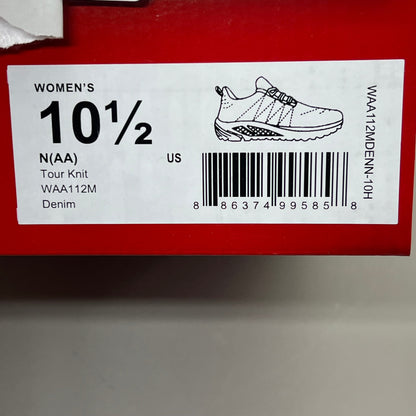 WOMEN'S
10½
N(AA) US
Tour Knit
WAA112M
Denim
8 86374 99585 8
WAA112MDENN-10H